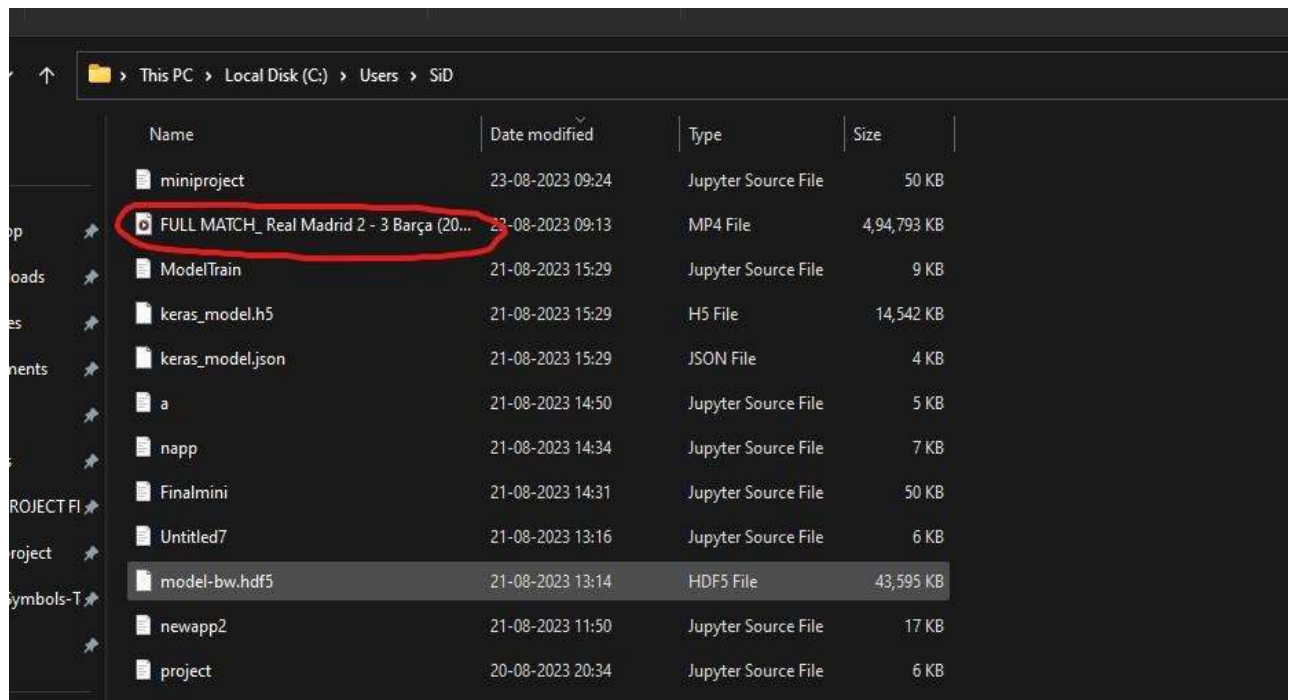 This PC > Local Disk (C:) > Users > SiD
Name Date modified Type Size
miniproject 23-08-2023 09:24 Jupyter Source File 50 KB
op FULL MATCH_ Real Madrid 2 - 3 Barça (20... 23-08-2023 09:13 MP4 File 4,94,793 KB
loads ModelTrain 21-08-2023 15:29 Jupyter Source File 9 KB
es keras_model.h5 21-08-2023 15:29 H5 File 14,542 KB
ments keras_model.json 21-08-2023 15:29 JSON File 4 KB
a 21-08-2023 14:50 Jupyter Source File 5 KB
s napp 21-08-2023 14:34 Jupyter Source File 7 KB
ROJECT FI Finalmini 21-08-2023 14:31 Jupyter Source File 50 KB
roject Untitled7 21-08-2023 13:16 Jupyter Source File 6 KB
Symbols-T model-bw.hdf5 21-08-2023 13:14 HDF5 File 43,595 KB
newapp2 21-08-2023 11:50 Jupyter Source File 17 KB
project 20-08-2023 20:34 Jupyter Source File 6 KB